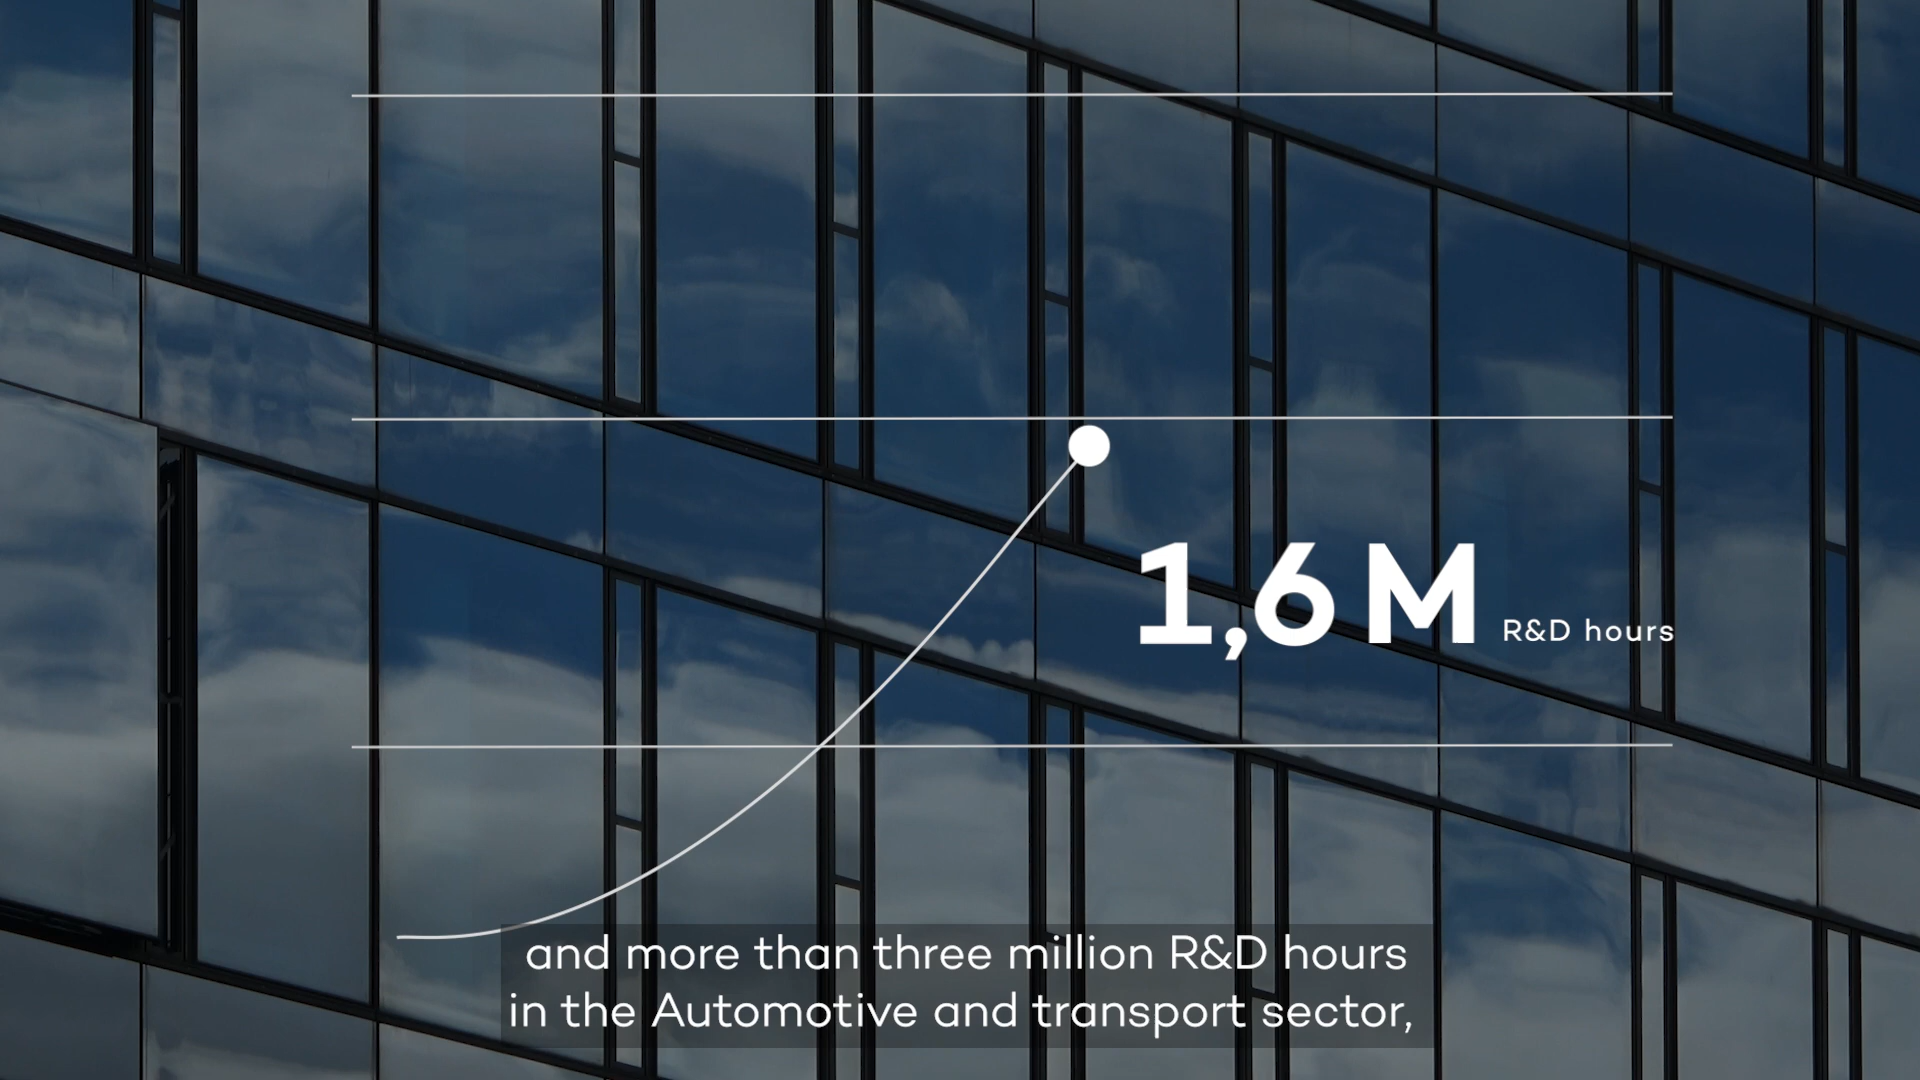 1,6 M R&D hours
and more than three million R&D hours
in the Automotive and transport sector,